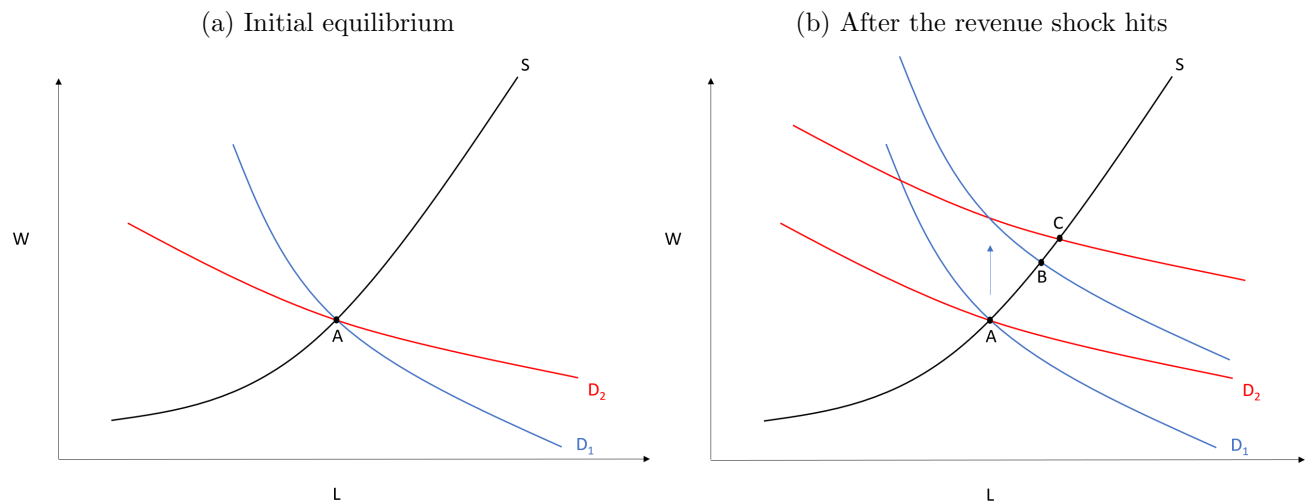 (a) Initial equilibrium
S
W
A
D₂
D₁
L
(b) After the revenue shock hits
S
W
C
B
A
D₂
D₁
L